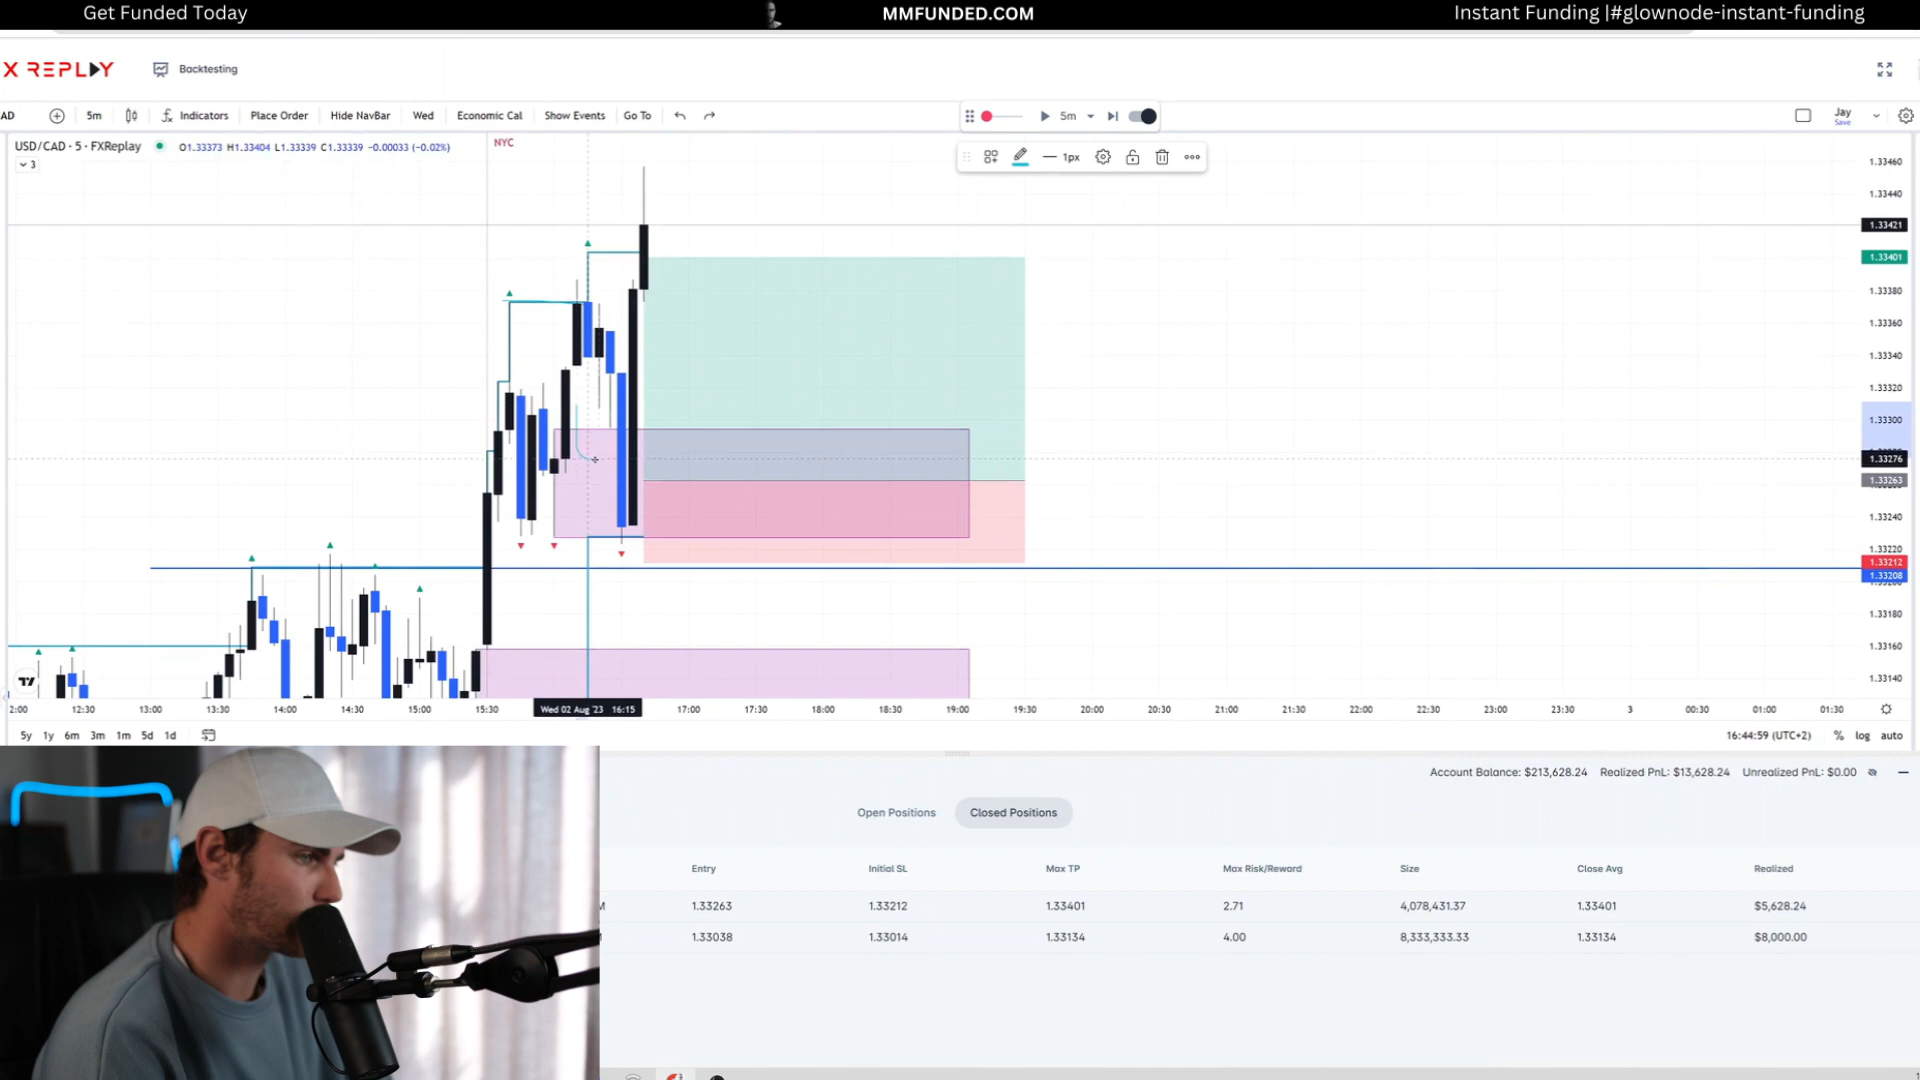 Get Funded Today
MMFUNDED.COM
Instant Funding |#glownode-instant-funding
X REPLAY
Backtesting
AD
5m
Indicators
Place Order
Hide NavBar
Wed
Economic Cal
Show Events
Go To
5m
Jay
Save
USD/CAD · 5 · FXReplay
O1.33373 H1.33404 L1.33339 C1.33339 -0.00033 (-0.02%)
3
NYC
1px
1.33460
1.33440
1.33421
1.33401
1.33380
1.33360
1.33340
1.33320
1.33300
1.33276
1.33263
1.33240
1.33220
1.33212
1.33208
1.33180
1.33160
1.33140
2:00 12:30 13:00 13:30 14:00 14:30 15:00 15:30 Wed 02 Aug '23 16:15 17:00 17:30 18:00 18:30 19:00 19:30 20:00 20:30 21:00 21:30 22:00 22:30 23:00 23:30 3 00:30 01:00 01:30
5y 1y 6m 3m 1m 5d 1d
16:44:59 (UTC+2) % log auto
Account Balance: $213,628.24 Realized PnL: $13,628.24 Unrealized PnL: $0.00
Open Positions Closed Positions
Entry Initial SL Max TP Max Risk/Reward Size Close Avg Realized
1.33263 1.33212 1.33401 2.71 4,078,431.37 1.33401 $5,628.24
1.33038 1.33014 1.33134 4.00 8,333,333.33 1.33134 $8,000.00